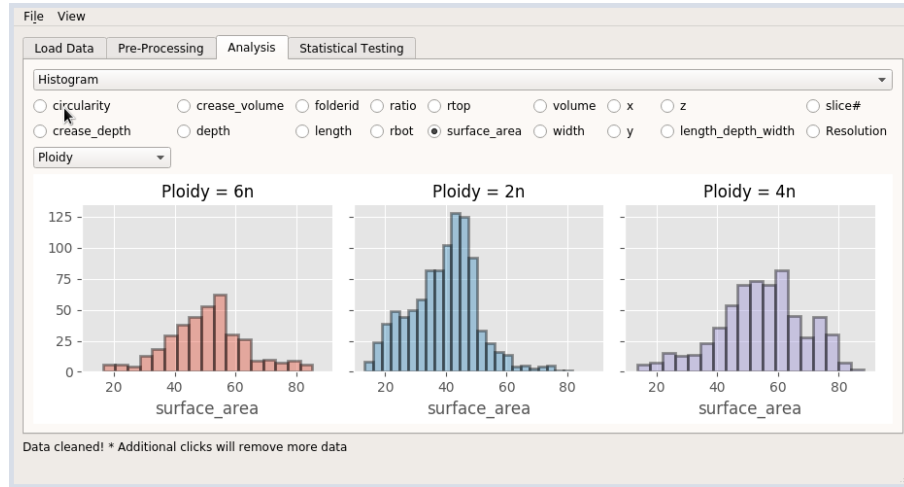 File View
Load Data Pre-Processing Analysis Statistical Testing
Histogram
circularity crease_volume folderid ratio rtop volume x z slice#
crease_depth depth length rbot surface_area width y length_depth_width Resolution
Ploidy
Ploidy = 6n Ploidy = 2n Ploidy = 4n
125
100
75
50
25
0
20 40 60 80 20 40 60 80 20 40 60 80
surface_area surface_area surface_area
Data cleaned! * Additional clicks will remove more data